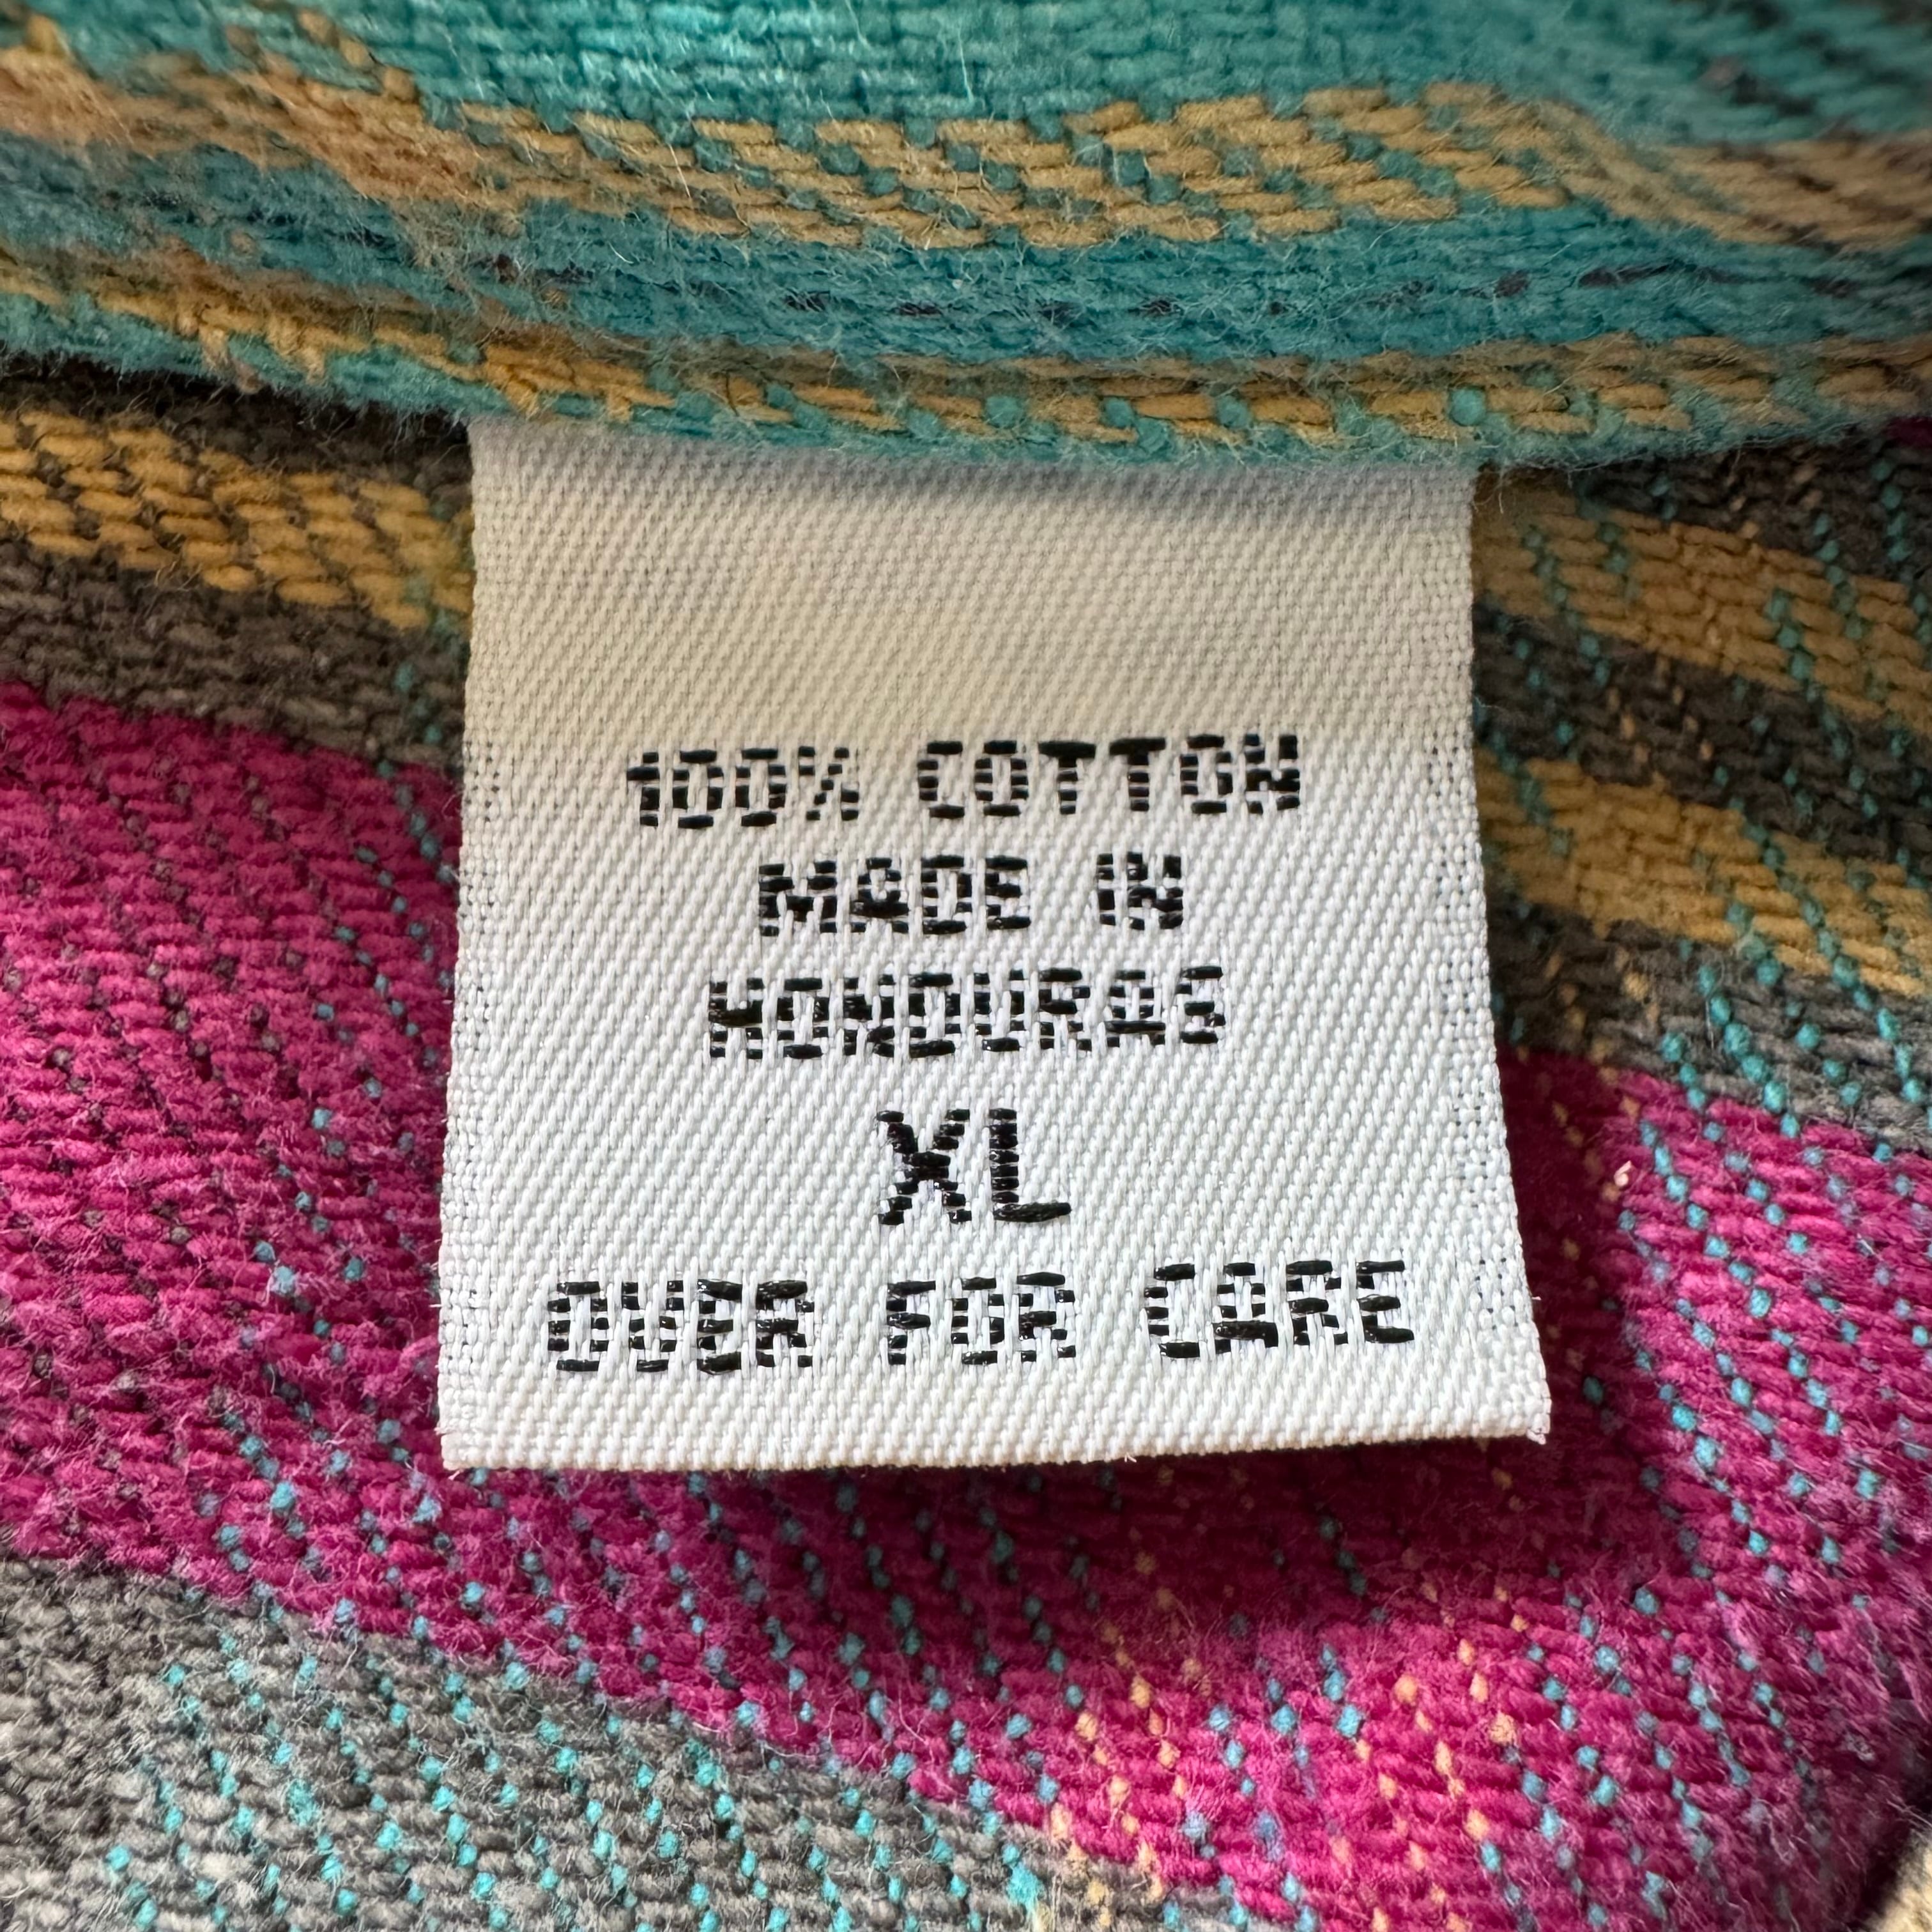 100% COTTON
MADE IN
HONDURAS
XL
OVER FOR CARE